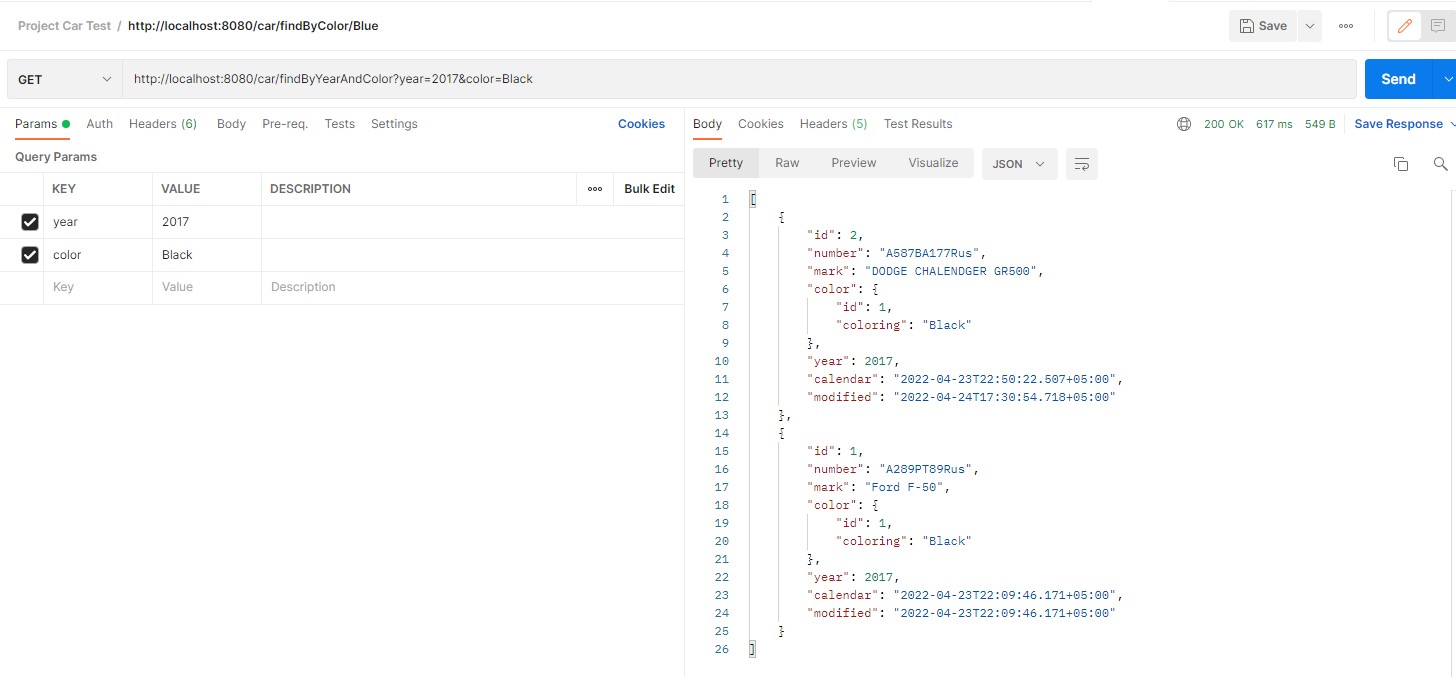 Project Car Test / http://localhost:8080/car/findByColor/Blue
Save
GET http://localhost:8080/car/findByYearAndColor?year=2017&color=Black
Send
Params Auth Headers (6) Body Pre-req. Tests Settings Cookies
Query Params
KEY VALUE DESCRIPTION Bulk Edit
year 2017
color Black
Key Value Description
Body Cookies Headers (5) Test Results 200 OK 617 ms 549 B Save Response
Pretty Raw Preview Visualize JSON
1 [
2 {
3 "id": 2,
4 "number": "A587BA177Rus",
5 "mark": "DODGE CHALENDGER GR500",
6 "color": {
7 "id": 1,
8 "coloring": "Black"
9 },
10 "year": 2017,
11 "calendar": "2022-04-23T22:50:22.507+05:00",
12 "modified": "2022-04-24T17:30:54.718+05:00"
13 },
14 {
15 "id": 1,
16 "number": "A289PT89Rus",
17 "mark": "Ford F-50",
18 "color": {
19 "id": 1,
20 "coloring": "Black"
21 },
22 "year": 2017,
23 "calendar": "2022-04-23T22:09:46.171+05:00",
24 "modified": "2022-04-23T22:09:46.171+05:00"
25 }
26 ]